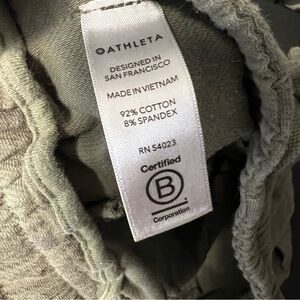 ATHLETA
DESIGNED IN
SAN FRANCISCO
MADE IN VIETNAM
92% COTTON
8% SPANDEX
RN 54023
Certified
B
Corporation